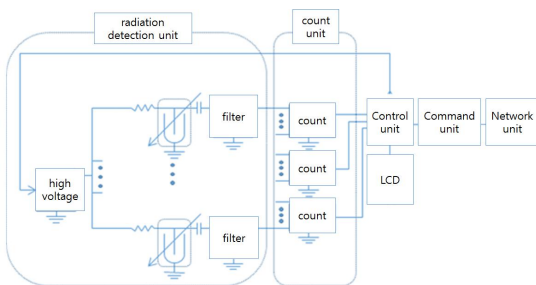 radiation
detection unit
count
unit
filter
count
Control
unit
Command
unit
Network
unit
high
voltage
count
LCD
filter
count